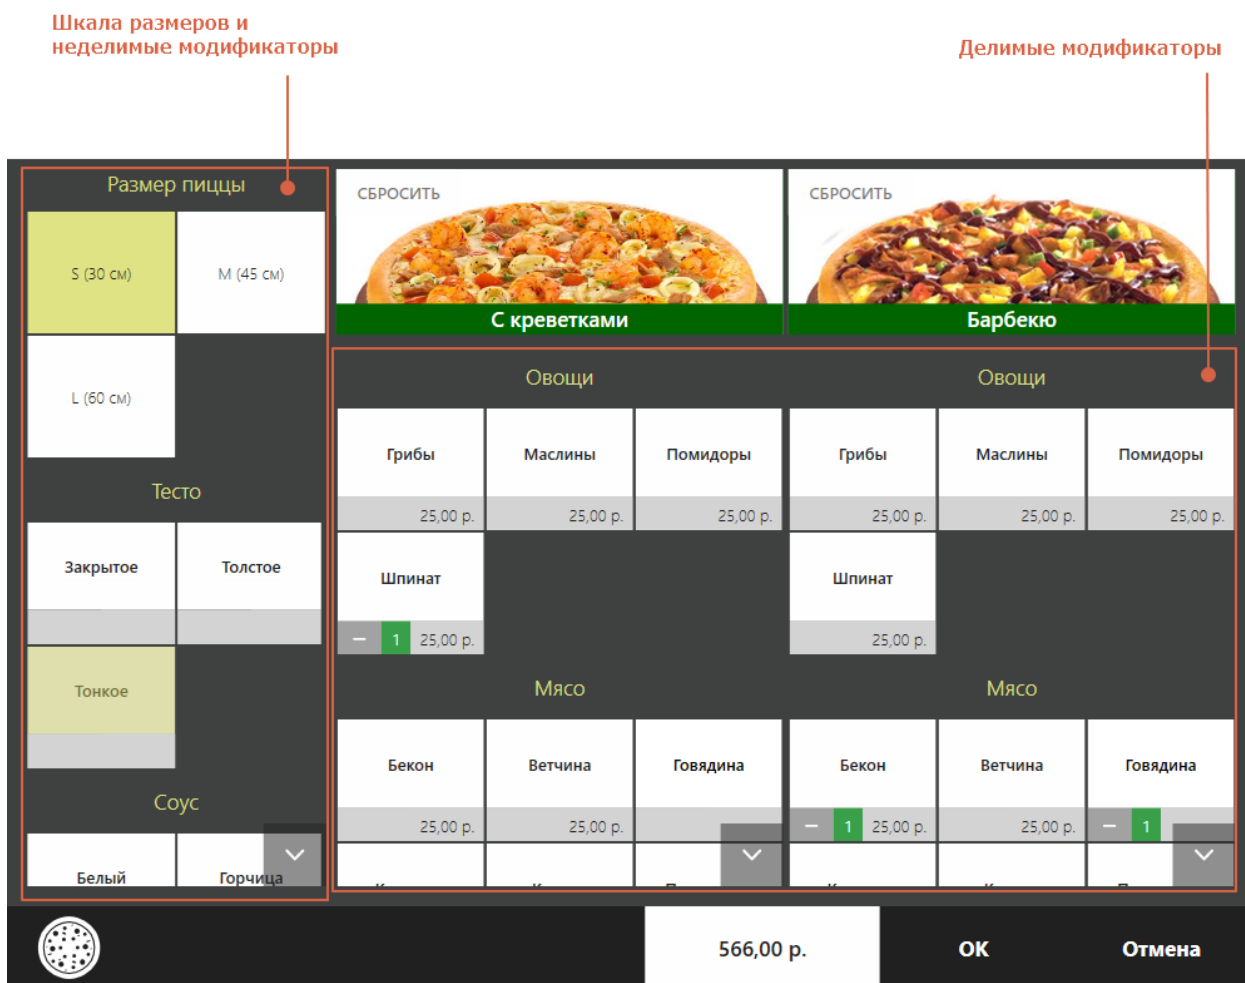 Шкала размеров и
неделимые модификаторы
Делимые модификаторы
Размер пиццы
S (30 см)
M (45 см)
L (60 см)
Тесто
Закрытое
Толстое
Тонкое
Соус
Белый
Горчица
СБРОСИТЬ
С креветками
СБРОСИТЬ
Барбекю
Овощи
Грибы
Маслины
Помидоры
25,00 р.
25,00 р.
25,00 р.
Шпинат
− 1 25,00 р.
Мясо
Бекон
Ветчина
Говядина
25,00 р.
25,00 р.
Овощи
Грибы
Маслины
Помидоры
25,00 р.
25,00 р.
25,00 р.
Шпинат
25,00 р.
Мясо
Бекон
Ветчина
Говядина
− 1 25,00 р.
25,00 р.
− 1
566,00 р.
ОК
Отмена